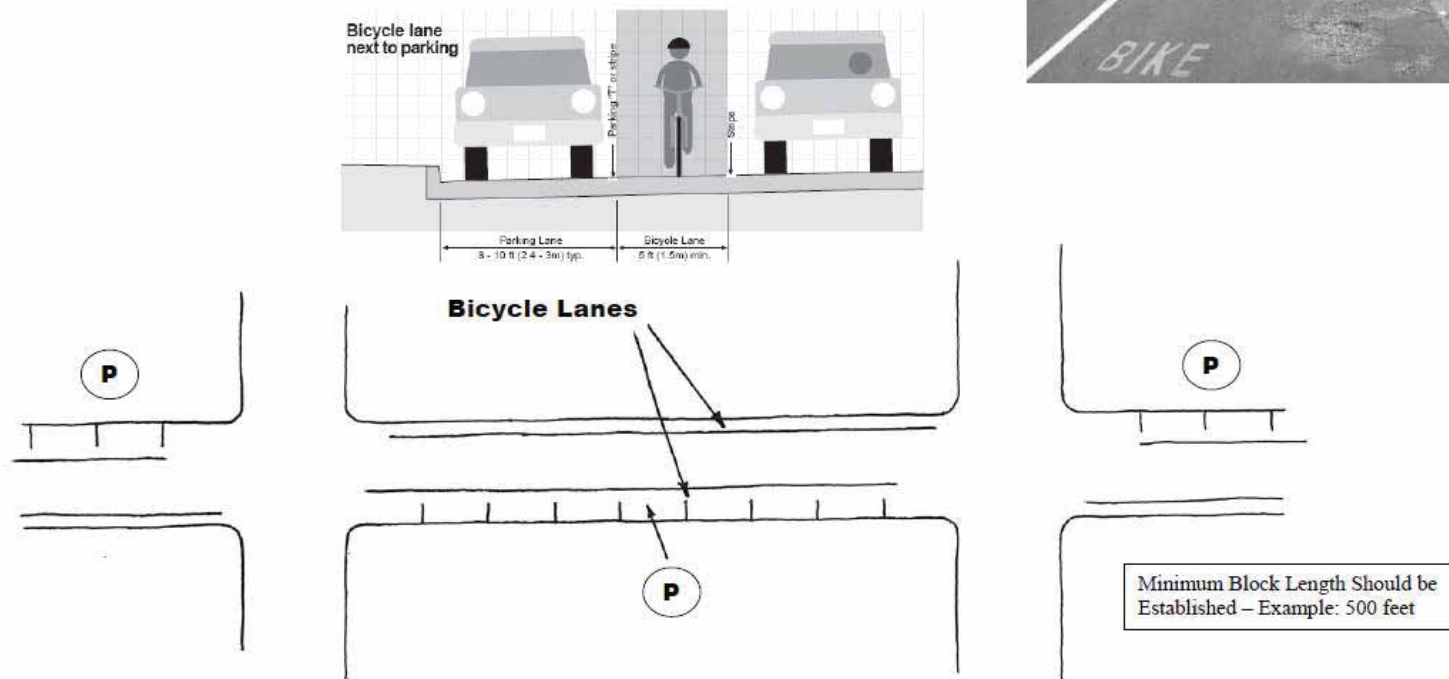 Bicycle lane
next to parking
Parking "T" or stripe
Stripe
BIKE
Parking Lane
8 - 10 ft (2.4 - 3m) typ.
Bicycle Lane
5 ft (1.5m) min.
Bicycle Lanes
P
P
P
Minimum Block Length Should be
Established – Example: 500 feet